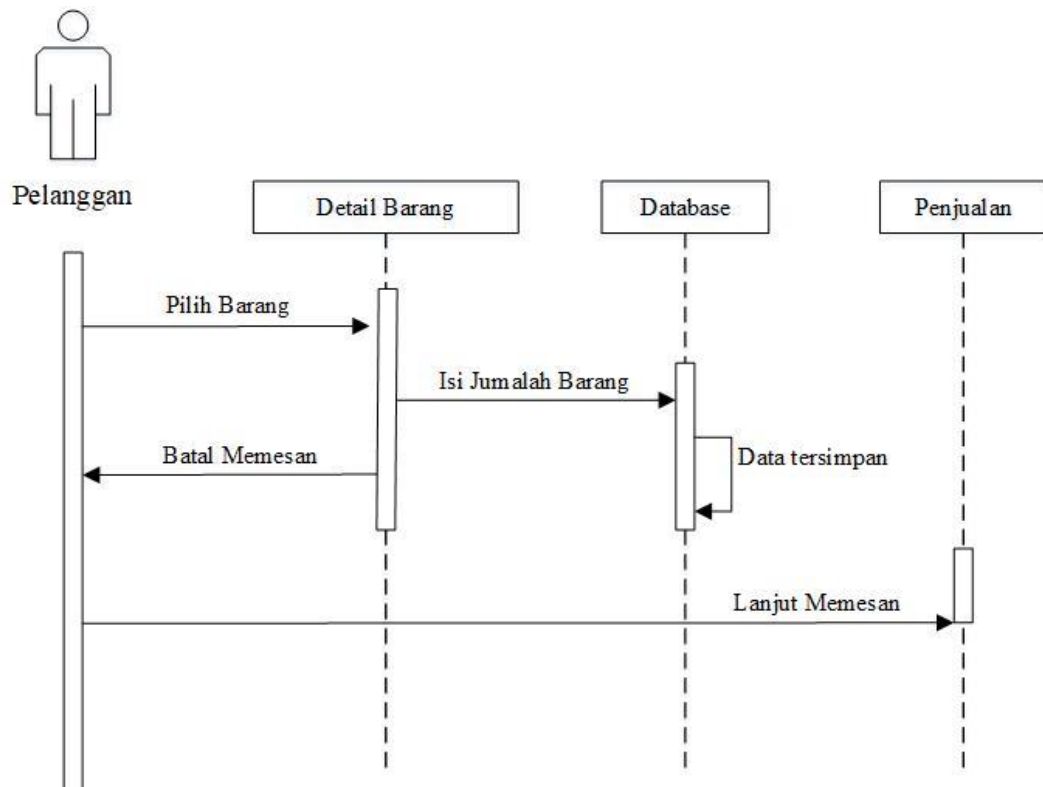 Pelanggan
Detail Barang
Database
Penjualan
Pilih Barang
Isi Jumalah Barang
Batal Memesan
Data tersimpan
Lanjut Memesan